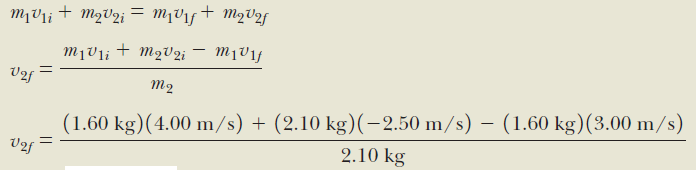 m₁v₁ᵢ + m₂v₂ᵢ = m₁v₁f + m₂v₂f
v₂f = (m₁v₁ᵢ + m₂v₂ᵢ − m₁v₁f) / m₂
v₂f = ((1.60 kg)(4.00 m/s) + (2.10 kg)(−2.50 m/s) − (1.60 kg)(3.00 m/s)) / 2.10 kg